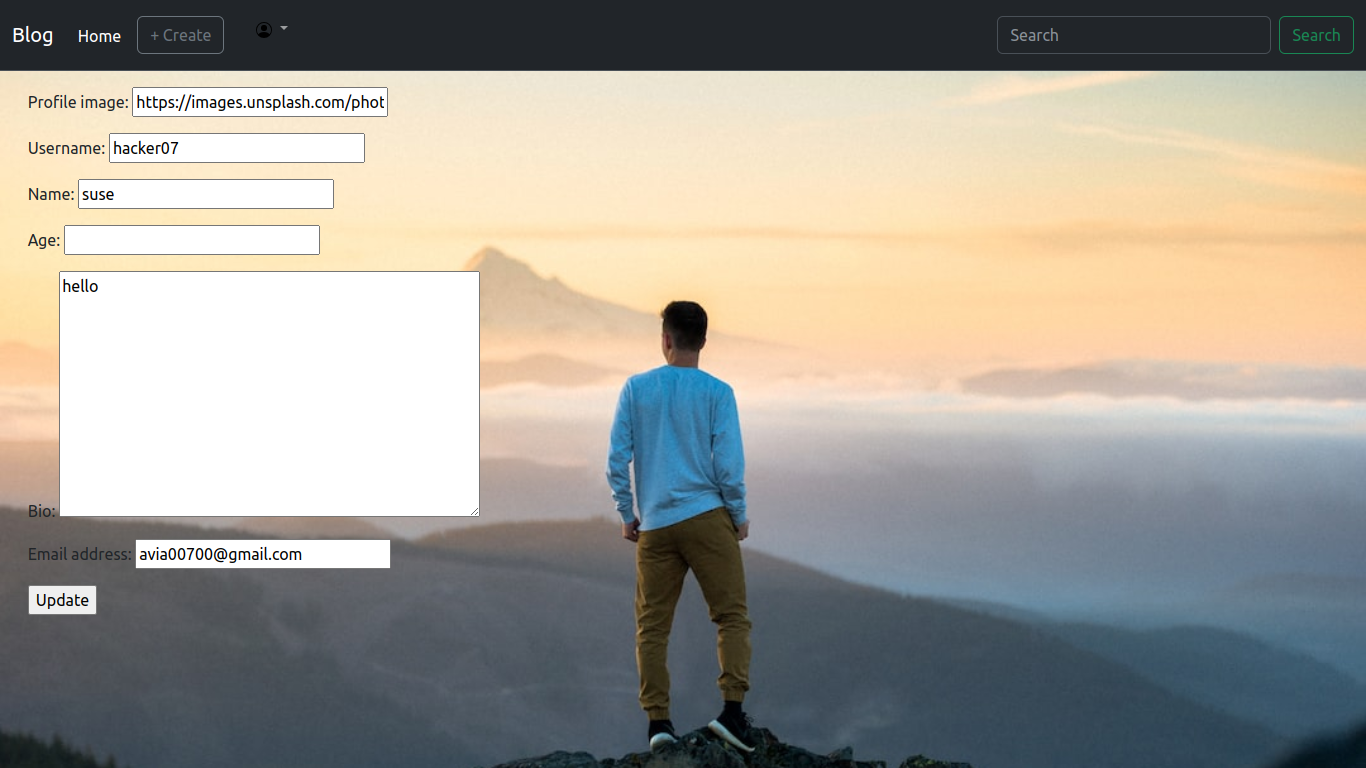 Blog Home + Create Search Search
Profile image: https://images.unsplash.com/phot
Username: hacker07
Name: suse
Age:
hello
Bio:
Email address: avia00700@gmail.com
Update